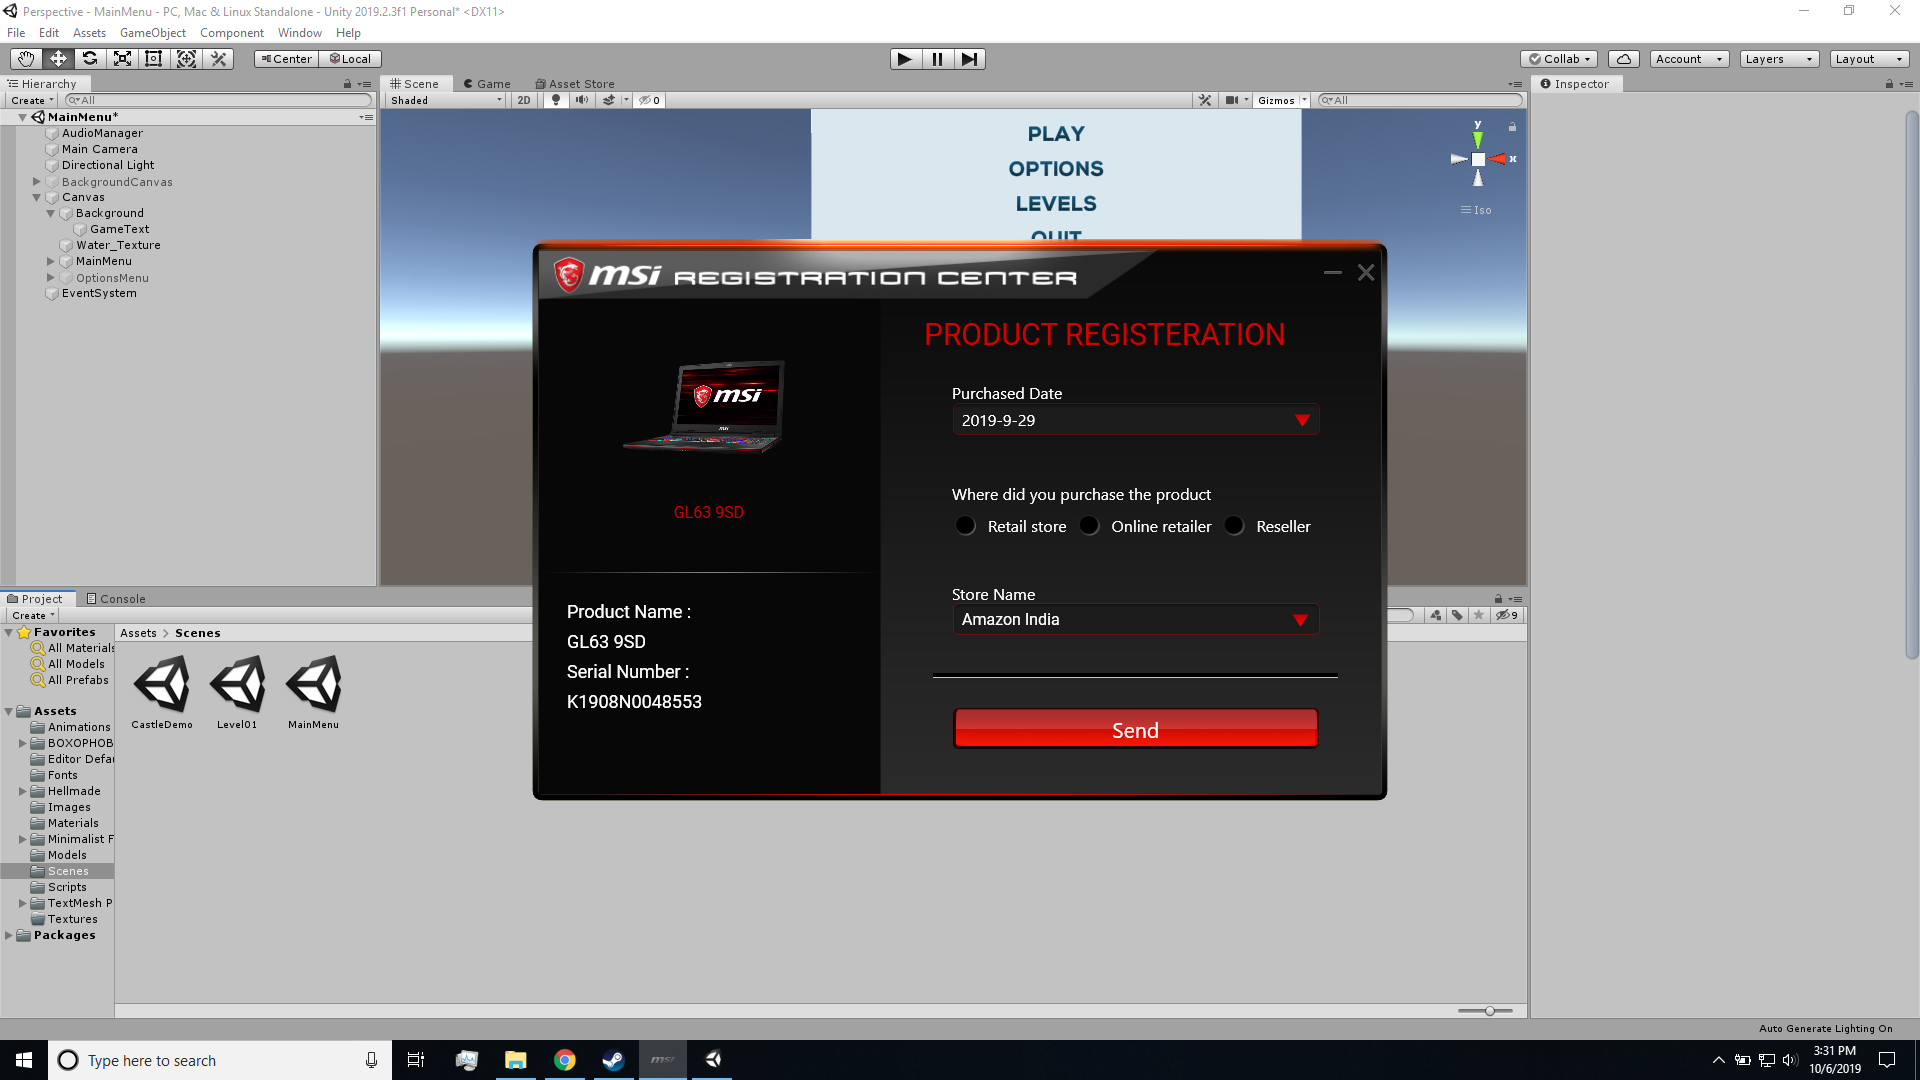 Perspective - MainMenu - PC, Mac & Linux Standalone - Unity 2019.2.3f1 Personal* <DX11>
File Edit Assets GameObject Component Window Help
Center Local
Collab Account Layers Layout
Hierarchy
Create All
MainMenu*
AudioManager
Main Camera
Directional Light
BackgroundCanvas
Canvas
Background
GameText
Water_Texture
MainMenu
OptionsMenu
EventSystem
Scene Game Asset Store
Shaded 2D 0 Gizmos All
PLAY
OPTIONS
LEVELS
QUIT
y
x
Iso
Inspector
msi REGISTRATION CENTER
msi
msi
GL63 9SD
Product Name :
GL63 9SD
Serial Number :
K1908N0048553
PRODUCT REGISTERATION
Purchased Date
2019-9-29
Where did you purchase the product
Retail store Online retailer Reseller
Store Name
Amazon India
Send
Project Console
Create
9
Favorites
All Materials
All Models
All Prefabs
Assets
Animations
BOXOPHOB
Editor Defau
Fonts
Hellmade
Images
Materials
Minimalist F
Models
Scenes
Scripts
TextMesh P
Textures
Packages
Assets > Scenes
CastleDemo Level01 MainMenu
Auto Generate Lighting On
Type here to search
msi
3:31 PM
10/6/2019